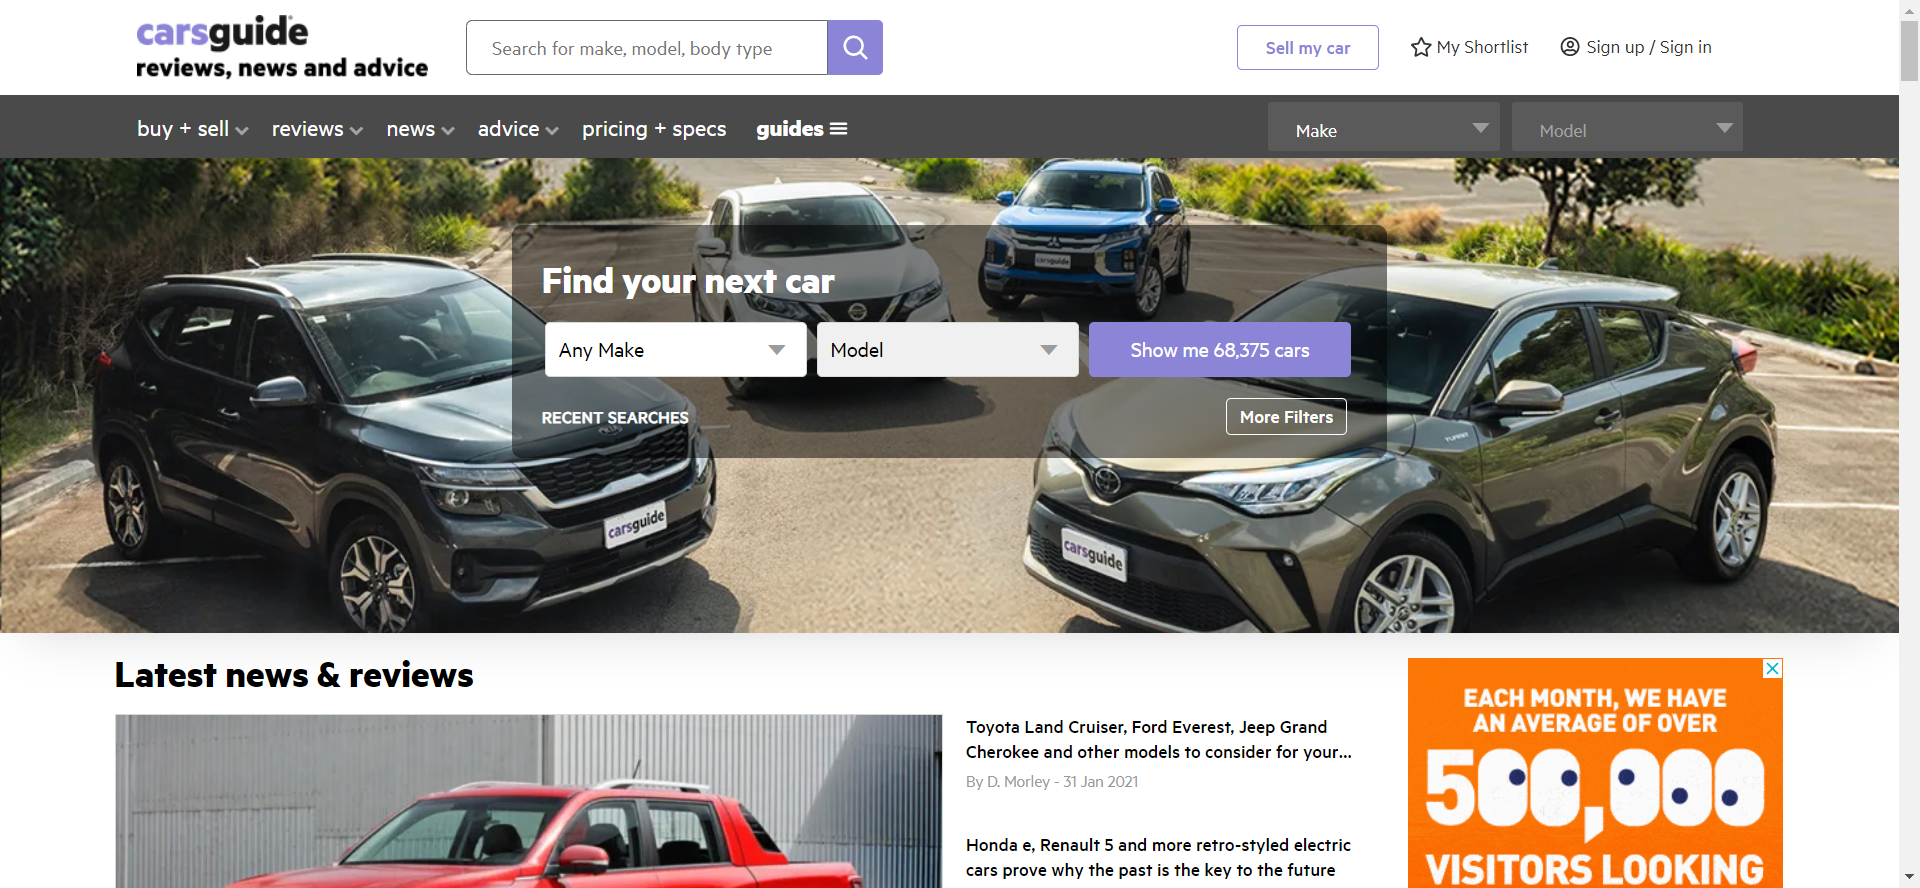 carsguide
reviews, news and advice
Search for make, model, body type
Sell my car
My Shortlist
Sign up / Sign in
buy + sell
reviews
news
advice
pricing + specs
guides
Make
Model
Find your next car
Any Make
Model
Show me 68,375 cars
RECENT SEARCHES
More Filters
carsguide
carsguide
carsguide
KIA
TURBO
Latest news & reviews
Toyota Land Cruiser, Ford Everest, Jeep Grand
Cherokee and other models to consider for your...
By D. Morley - 31 Jan 2021
Honda e, Renault 5 and more retro-styled electric
cars prove why the past is the key to the future
EACH MONTH, WE HAVE
AN AVERAGE OF OVER
500,000
VISITORS LOOKING